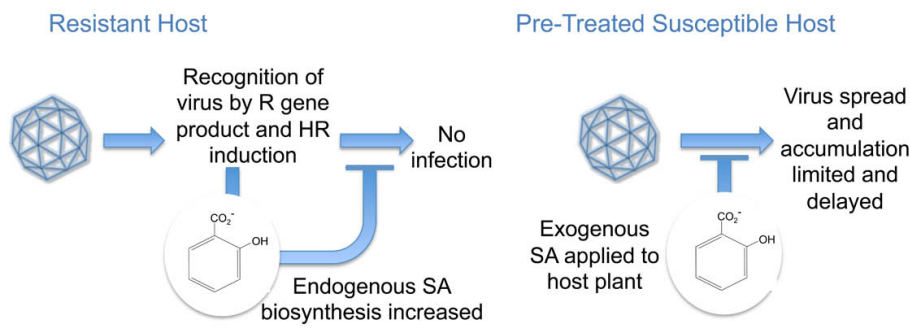 Resistant Host
Recognition of
virus by R gene
product and HR
induction
No
infection
CO2-
OH
Endogenous SA
biosynthesis increased
Pre-Treated Susceptible Host
Virus spread
and
accumulation
limited and
delayed
Exogenous
SA applied to
host plant
CO2-
OH